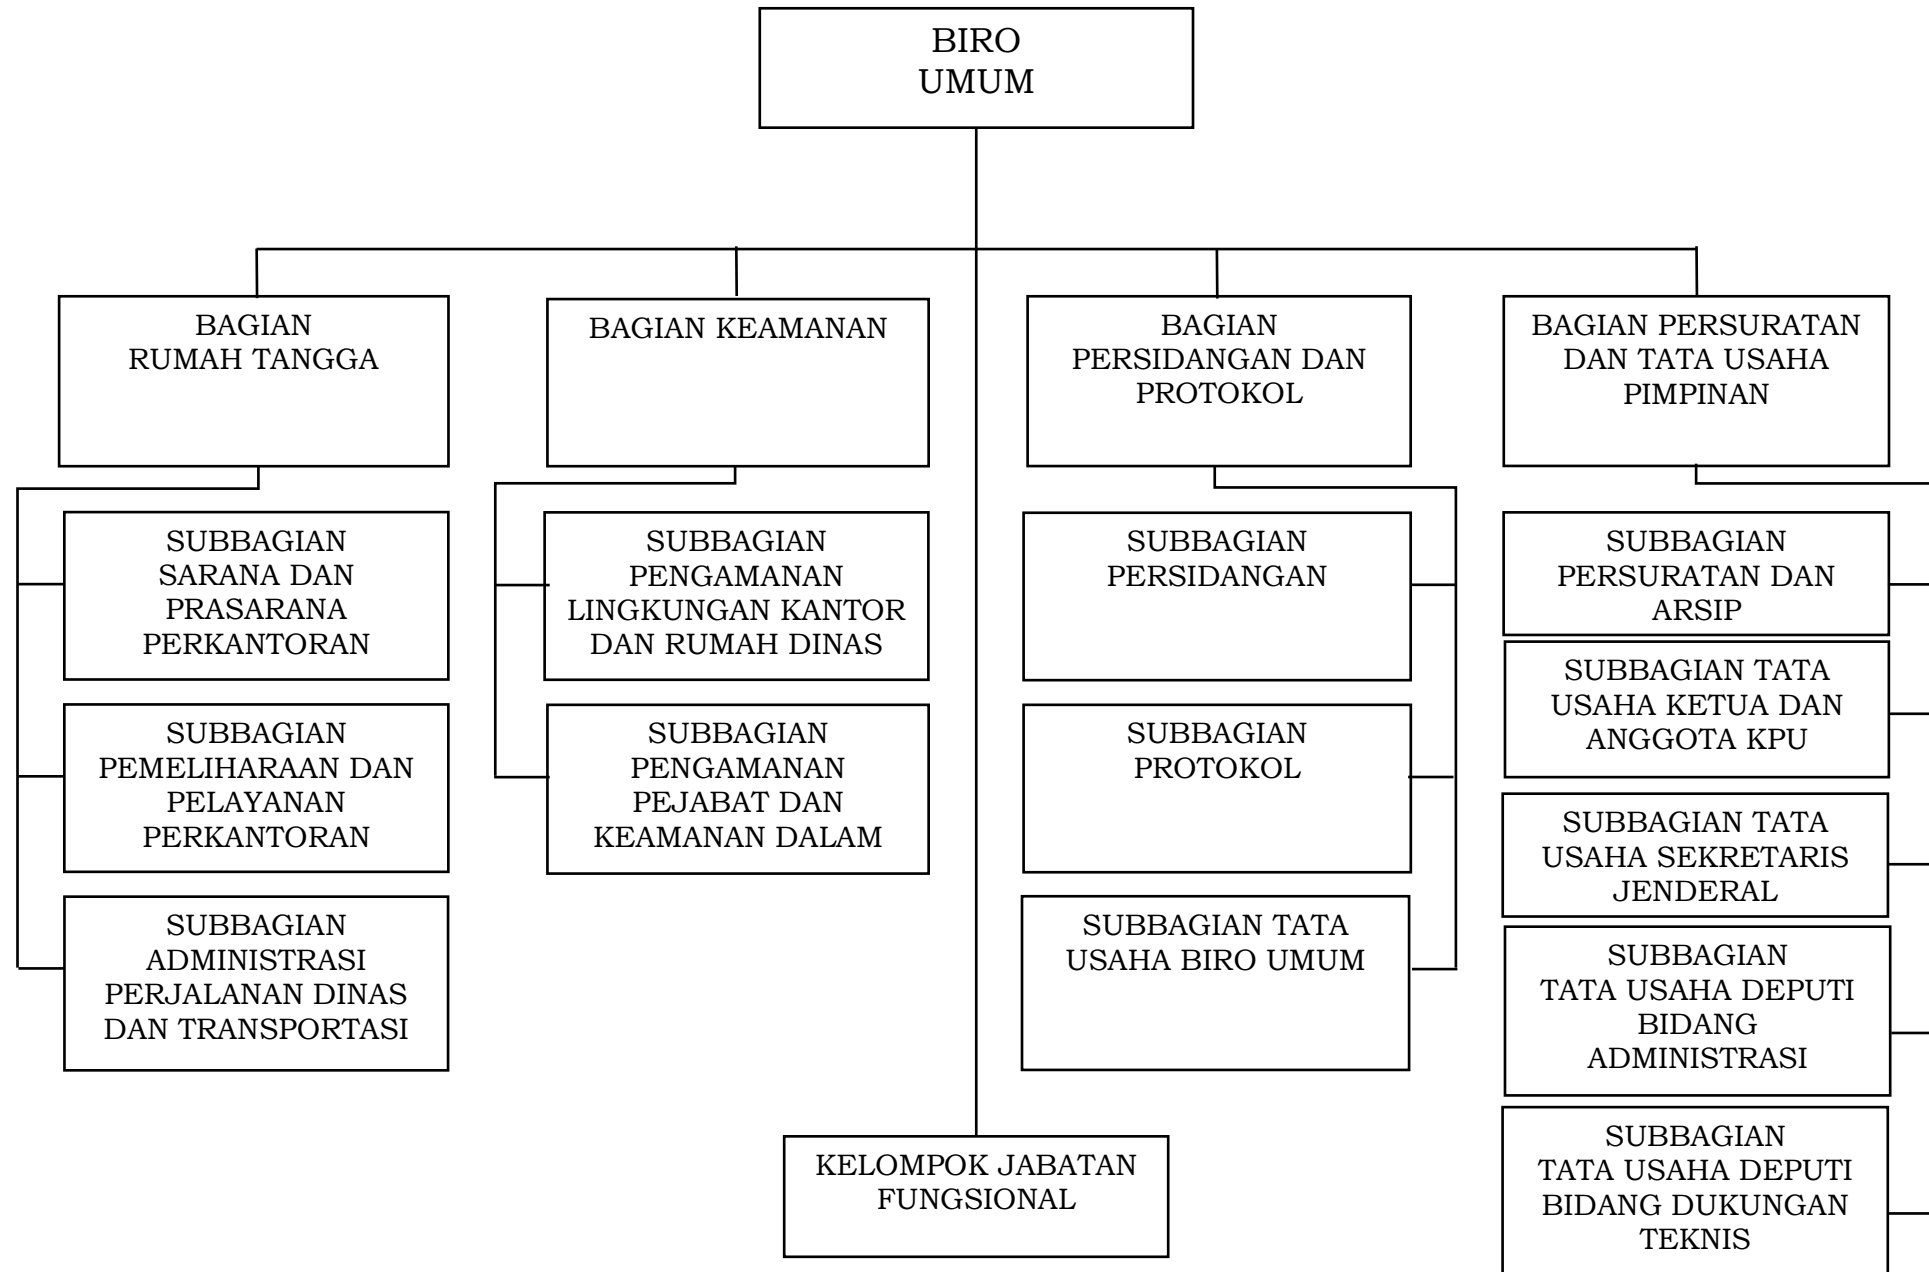 BIRO
UMUM
BAGIAN
RUMAH TANGGA
BAGIAN KEAMANAN
BAGIAN
PERSIDANGAN DAN
PROTOKOL
BAGIAN PERSURATAN
DAN TATA USAHA
PIMPINAN
SUBBAGIAN
SARANA DAN
PRASARANA
PERKANTORAN
SUBBAGIAN
PENGAMANAN
LINGKUNGAN KANTOR
DAN RUMAH DINAS
SUBBAGIAN
PERSIDANGAN
SUBBAGIAN
PERSURATAN DAN
ARSIP
SUBBAGIAN TATA
USAHA KETUA DAN
ANGGOTA KPU
SUBBAGIAN
PEMELIHARAAN DAN
PELAYANAN
PERKANTORAN
SUBBAGIAN
PENGAMANAN
PEJABAT DAN
KEAMANAN DALAM
SUBBAGIAN
PROTOKOL
SUBBAGIAN TATA
USAHA SEKRETARIS
JENDERAL
SUBBAGIAN
ADMINISTRASI
PERJALANAN DINAS
DAN TRANSPORTASI
SUBBAGIAN TATA
USAHA BIRO UMUM
SUBBAGIAN
TATA USAHA DEPUTI
BIDANG
ADMINISTRASI
KELOMPOK JABATAN
FUNGSIONAL
SUBBAGIAN
TATA USAHA DEPUTI
BIDANG DUKUNGAN
TEKNIS